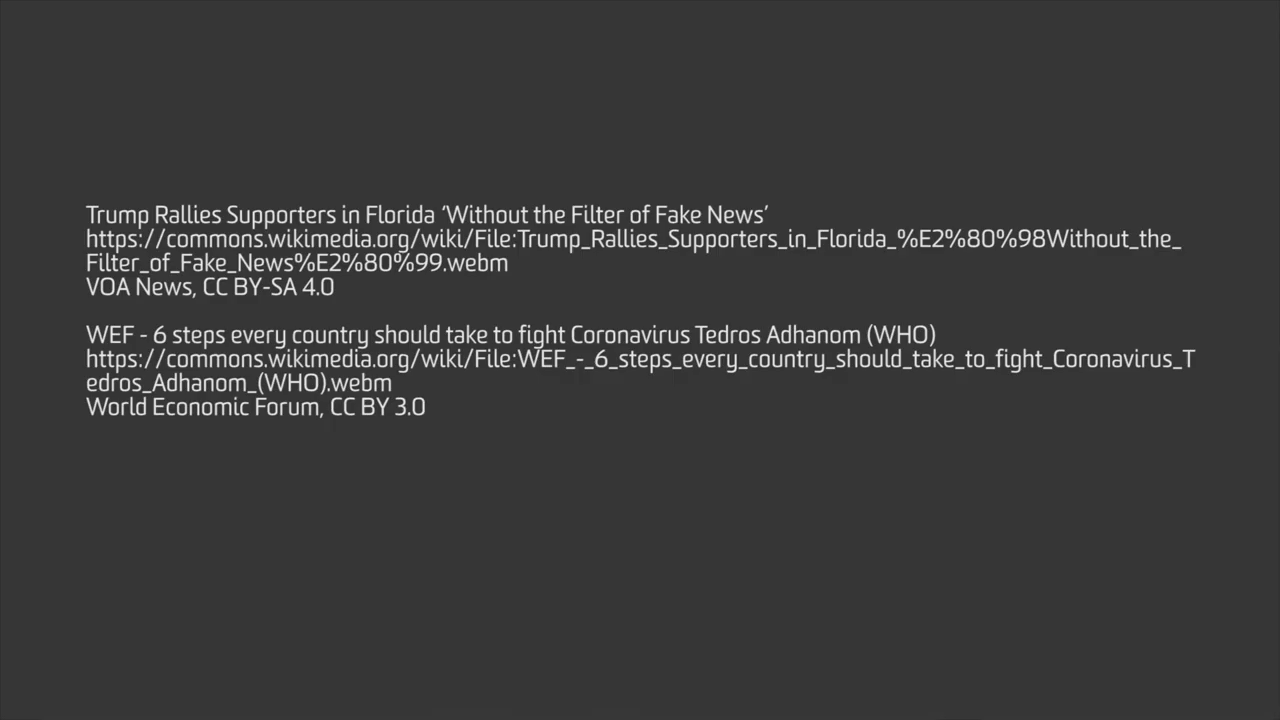 Trump Rallies Supporters in Florida ‘Without the Filter of Fake News’
https://commons.wikimedia.org/wiki/File:Trump_Rallies_Supporters_in_Florida_%E2%80%98Without_the_
Filter_of_Fake_News%E2%80%99.webm
VOA News, CC BY-SA 4.0
WEF - 6 steps every country should take to fight Coronavirus Tedros Adhanom (WHO)
https://commons.wikimedia.org/wiki/File:WEF_-_6_steps_every_country_should_take_to_fight_Coronavirus_T
edros_Adhanom_(WHO).webm
World Economic Forum, CC BY 3.0